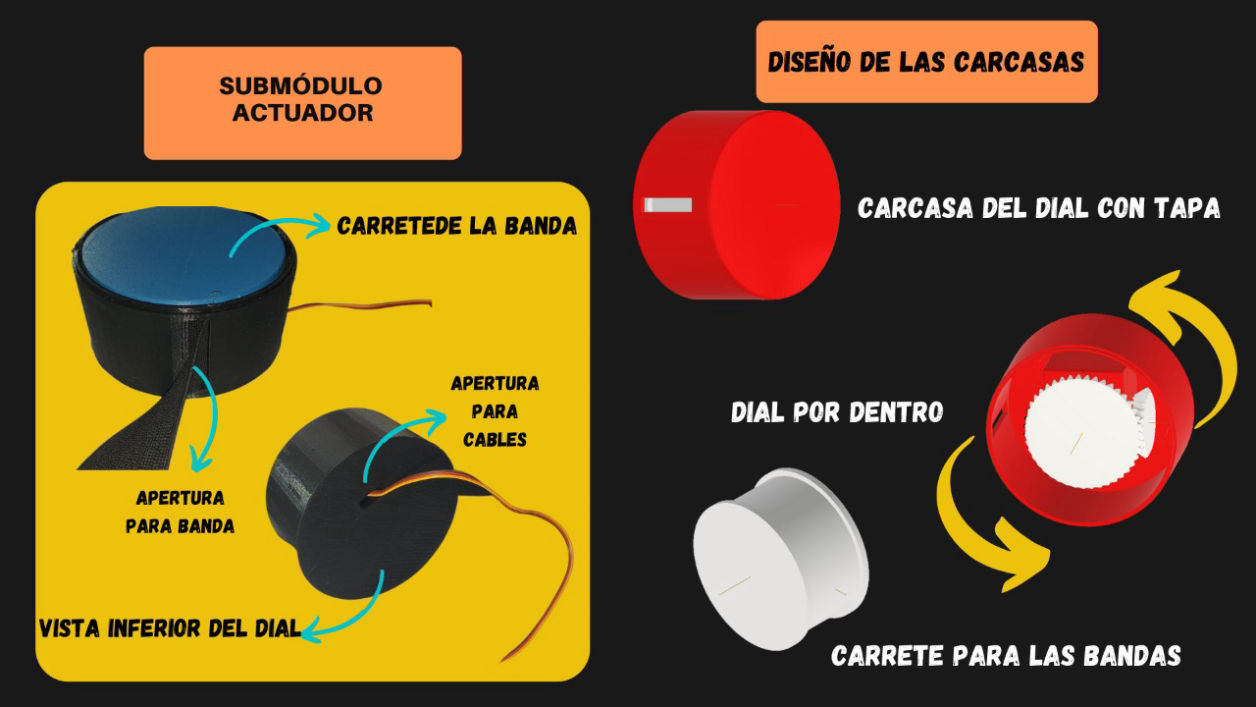 SUBMÓDULO
ACTUADOR
CARRETEDE LA BANDA
APERTURA
PARA
CABLES
APERTURA
PARA BANDA
VISTA INFERIOR DEL DIAL
DISEÑO DE LAS CARCASAS
CARCASA DEL DIAL CON TAPA
DIAL POR DENTRO
CARRETE PARA LAS BANDAS